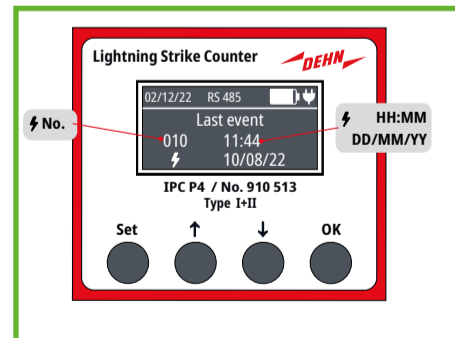 Lightning Strike Counter
DEHN
02/12/22 RS 485
Last event
010 11:44
10/08/22
No.
HH:MM
DD/MM/YY
IPC P4 / No. 910 513
Type I+II
Set ↑ ↓ OK